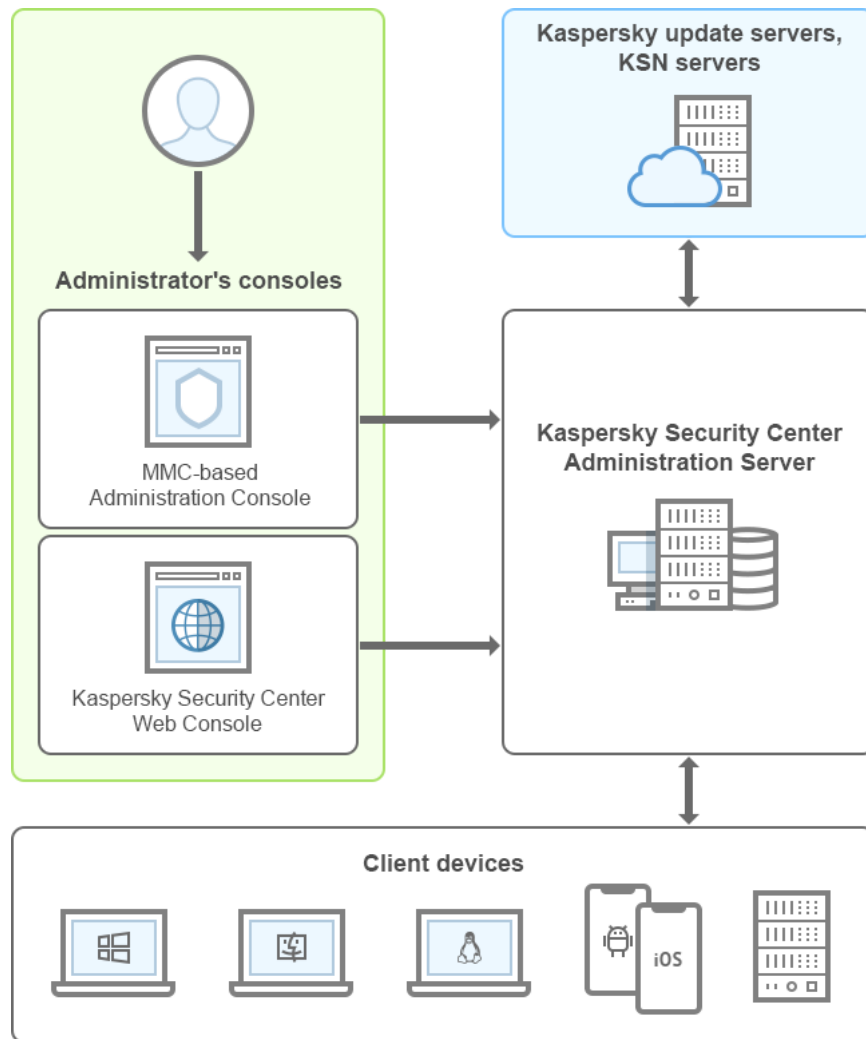 Kaspersky update servers,
KSN servers
Administrator's consoles
MMC-based
Administration Console
Kaspersky Security Center
Administration Server
Kaspersky Security Center
Web Console
Client devices
iOS